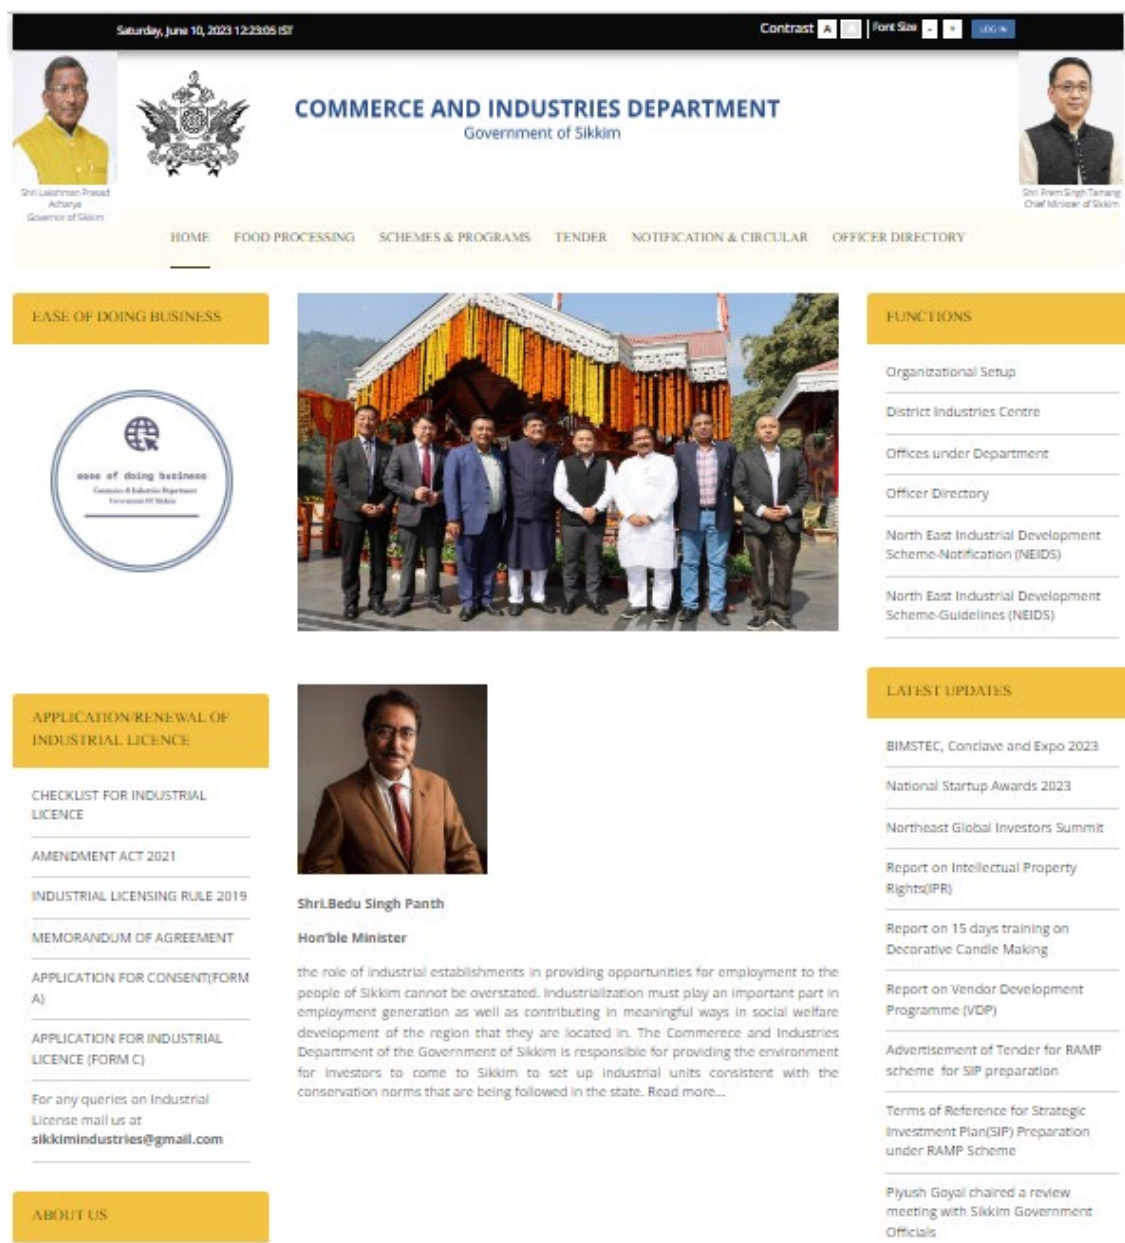 Saturday, June 10, 2023 12:23:05 IST
Contrast A A Font Size - + LOG IN
COMMERCE AND INDUSTRIES DEPARTMENT
Government of Sikkim
Shri Lakshman Prasad
Acharya
Governor of Sikkim
Shri Prem Singh Tamang
Chief Minister of Sikkim
HOME FOOD PROCESSING SCHEMES & PROGRAMS TENDER NOTIFICATION & CIRCULAR OFFICER DIRECTORY
EASE OF DOING BUSINESS
ease of doing business
Commerce & Industries Department
Government Of Sikkim
APPLICATION/RENEWAL OF
INDUSTRIAL LICENCE
CHECKLIST FOR INDUSTRIAL
LICENCE
AMENDMENT ACT 2021
INDUSTRIAL LICENSING RULE 2019
MEMORANDUM OF AGREEMENT
APPLICATION FOR CONSENT(FORM
A)
APPLICATION FOR INDUSTRIAL
LICENCE (FORM C)
For any queries on Industrial
License mail us at
sikkimindustries@gmail.com
ABOUT US
Shri.Bedu Singh Panth
Hon'ble Minister
the role of industrial establishments in providing opportunities for employment to the
people of Sikkim cannot be overstated. Industrialization must play an important part in
employment generation as well as contributing in meaningful ways in social welfare
development of the region that they are located in. The Commerece and Industries
Department of the Government of Sikkim is responsible for providing the environment
for investors to come to Sikkim to set up industrial units consistent with the
conservation norms that are being followed in the state. Read more...
FUNCTIONS
Organizational Setup
District Industries Centre
Offices under Department
Officer Directory
North East Industrial Development
Scheme-Notification (NEIDS)
North East Industrial Development
Scheme-Guidelines (NEIDS)
LATEST UPDATES
BIMSTEC, Conclave and Expo 2023
National Startup Awards 2023
Northeast Global Investors Summit
Report on Intellectual Property
Rights(IPR)
Report on 15 days training on
Decorative Candle Making
Report on Vendor Development
Programme (VDP)
Advertisement of Tender for RAMP
scheme for SIP preparation
Terms of Reference for Strategic
Investment Plan(SIP) Preparation
under RAMP Scheme
Piyush Goyal chaired a review
meeting with Sikkim Government
Officials